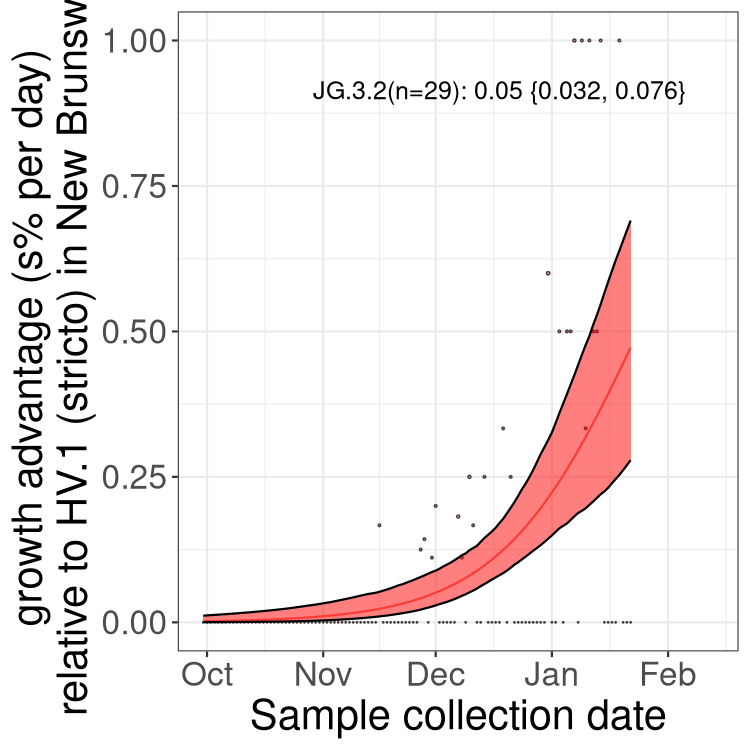 growth advantage (s% per day)
relative to HV.1 (stricto) in New Brunsw
1.00
0.75
0.50
0.25
0.00
JG.3.2(n=29): 0.05 {0.032, 0.076}
Oct Nov Dec Jan Feb
Sample collection date